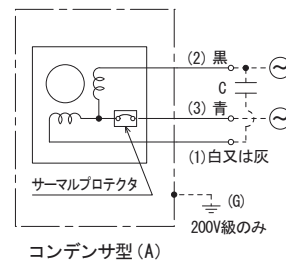 (2) 黒
C
(3) 青
(1)白又は灰
サーマルプロテクタ
(G)
200V級のみ
コンデンサ型(A)